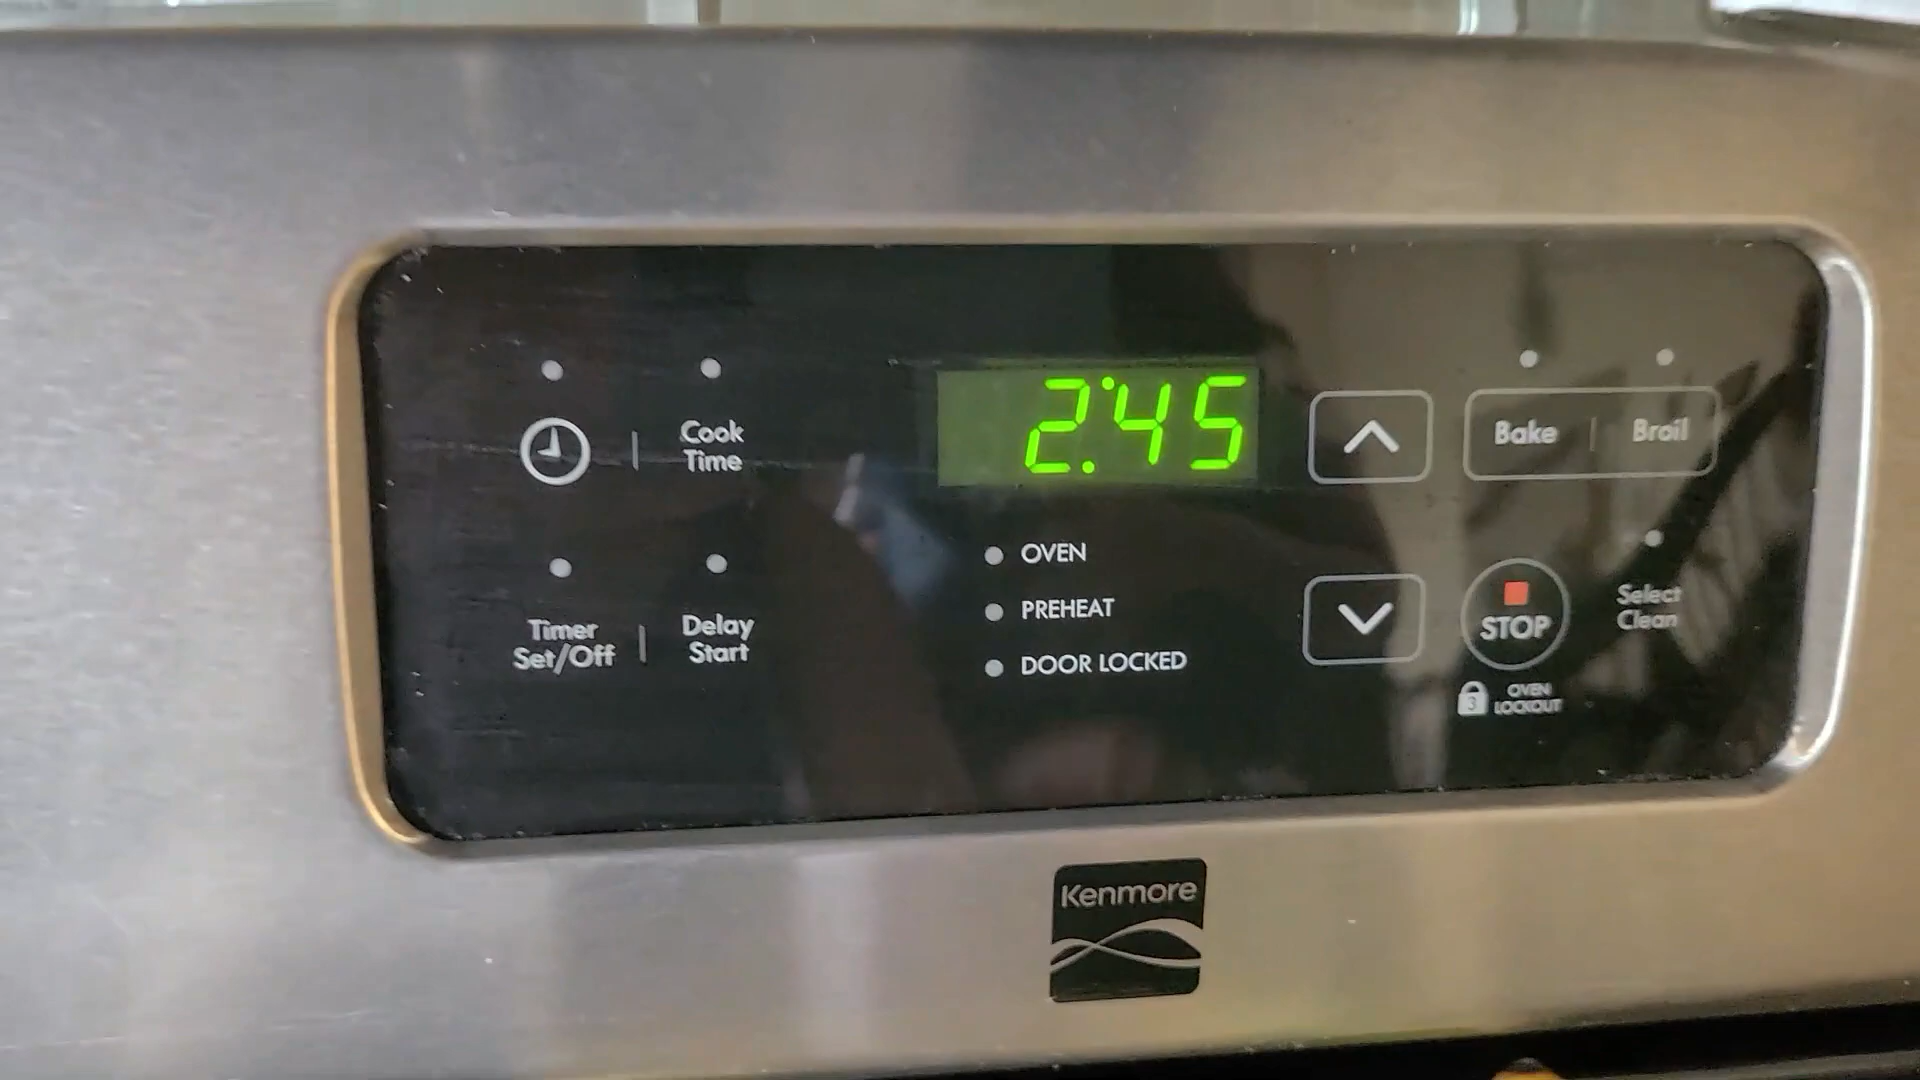 2:45
Cook
Time
Bake
Broil
OVEN
PREHEAT
DOOR LOCKED
Timer
Set/Off
Delay
Start
STOP
Select
Clean
3
OVEN
LOCKOUT
Kenmore